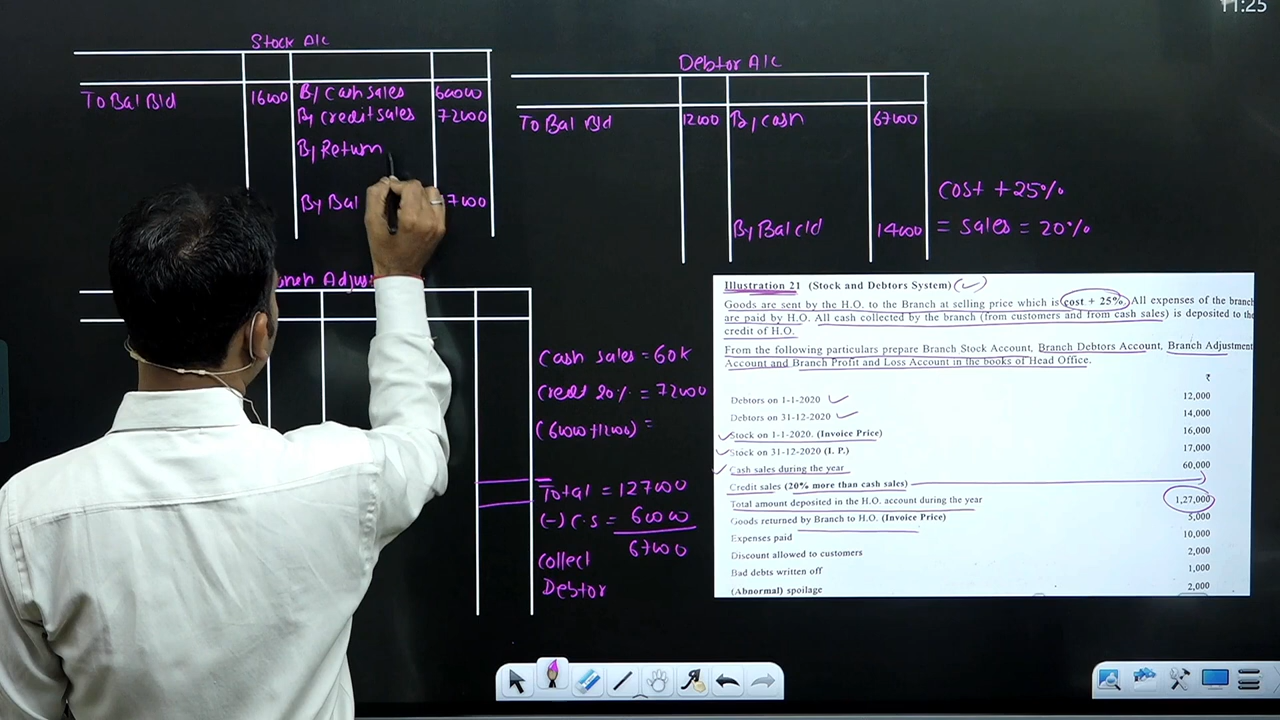 11:25
Stock A/c
To Bal B/d 16000 By Cash sales 60000
By Credit sales 72000
By Return
By Bal 17000
Debtor A/c
To Bal B/d 12000 By Cash 67000
By Bal c/d 14000
Cost + 25%
= Sales = 20%
Cash sales = 60k
Credit 20% = 72000
(60000+12000) =
Total = 127000
(-) C.S = 60000
67000
Collect
Debtor
Illustration 21 (Stock and Debtors System)
Goods are sent by the H.O. to the Branch at selling price which is cost + 25%. All expenses of the branch
are paid by H.O. All cash collected by the branch (from customers and from cash sales) is deposited to the
credit of H.O.
From the following particulars prepare Branch Stock Account, Branch Debtors Account, Branch Adjustment
Account and Branch Profit and Loss Account in the books of Head Office.
₹
Debtors on 1-1-2020 12,000
Debtors on 31-12-2020 14,000
Stock on 1-1-2020. (Invoice Price) 16,000
Stock on 31-12-2020 (I. P.) 17,000
Cash sales during the year 60,000
Credit sales (20% more than cash sales)
Total amount deposited in the H.O. account during the year 1,27,000
Goods returned by Branch to H.O. (Invoice Price) 5,000
Expenses paid 10,000
Discount allowed to customers 2,000
Bad debts written off 1,000
(Abnormal) spoilage 2,000